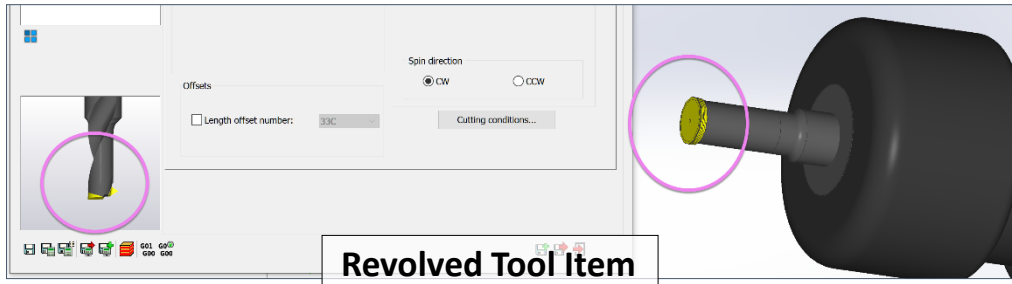 Spin direction
CW
CCW
Offsets
Length offset number:
33C
Cutting conditions...
G01 G0
G00 G00
Revolved Tool Item